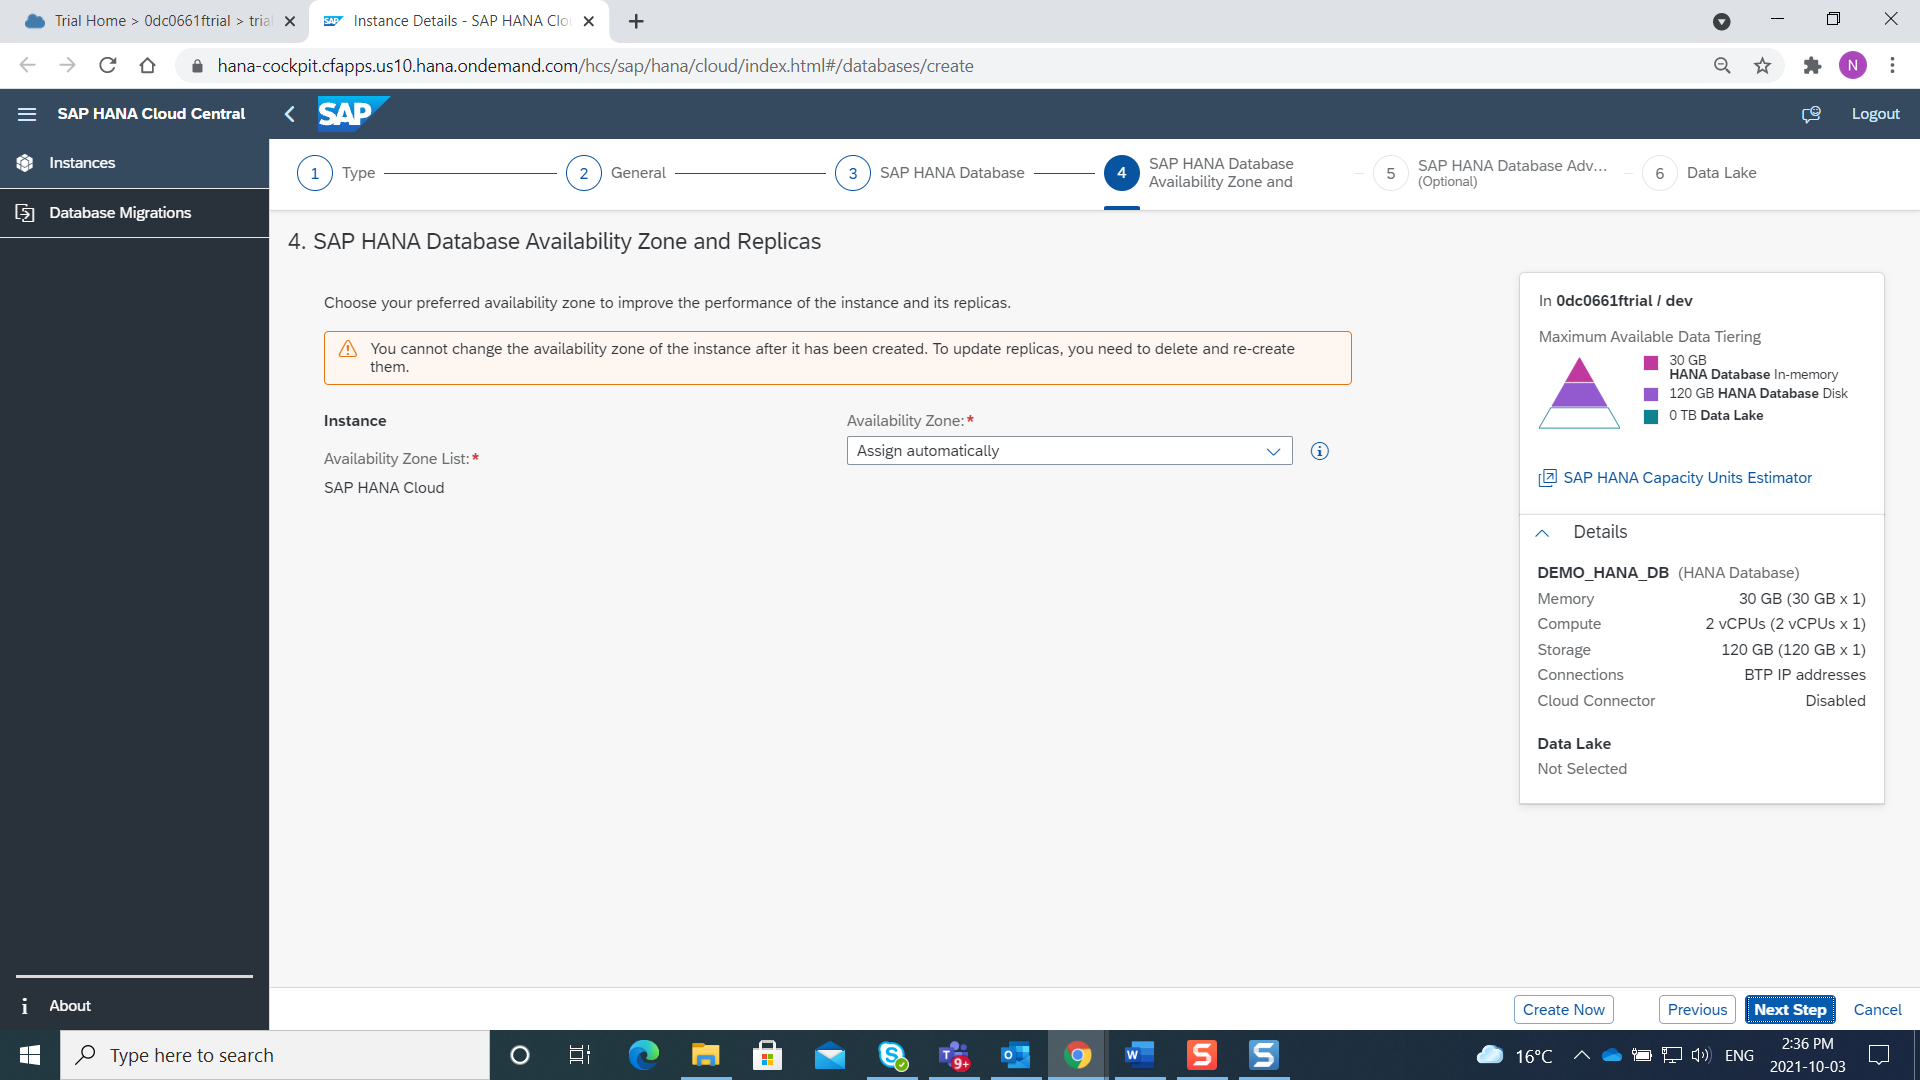 Trial Home > 0dc0661ftrial > tria
Instance Details - SAP HANA Clo
hana-cockpit.cfapps.us10.hana.ondemand.com/hcs/sap/hana/cloud/index.html#/databases/create
N
SAP HANA Cloud Central
SAP
Logout
Instances
Database Migrations
1 Type
2 General
3 SAP HANA Database
4 SAP HANA Database
Availability Zone and
5 SAP HANA Database Adv...
(Optional)
6 Data Lake
4. SAP HANA Database Availability Zone and Replicas
Choose your preferred availability zone to improve the performance of the instance and its replicas.
You cannot change the availability zone of the instance after it has been created. To update replicas, you need to delete and re-create
them.
Instance
Availability Zone List:*
SAP HANA Cloud
Availability Zone:*
Assign automatically
In 0dc0661ftrial / dev
Maximum Available Data Tiering
30 GB
HANA Database In-memory
120 GB HANA Database Disk
0 TB Data Lake
SAP HANA Capacity Units Estimator
Details
DEMO_HANA_DB (HANA Database)
Memory 30 GB (30 GB x 1)
Compute 2 vCPUs (2 vCPUs x 1)
Storage 120 GB (120 GB x 1)
Connections BTP IP addresses
Cloud Connector Disabled
Data Lake
Not Selected
About
Create Now
Previous
Next Step
Cancel
Type here to search
9+
16°C
ENG
2:36 PM
2021-10-03